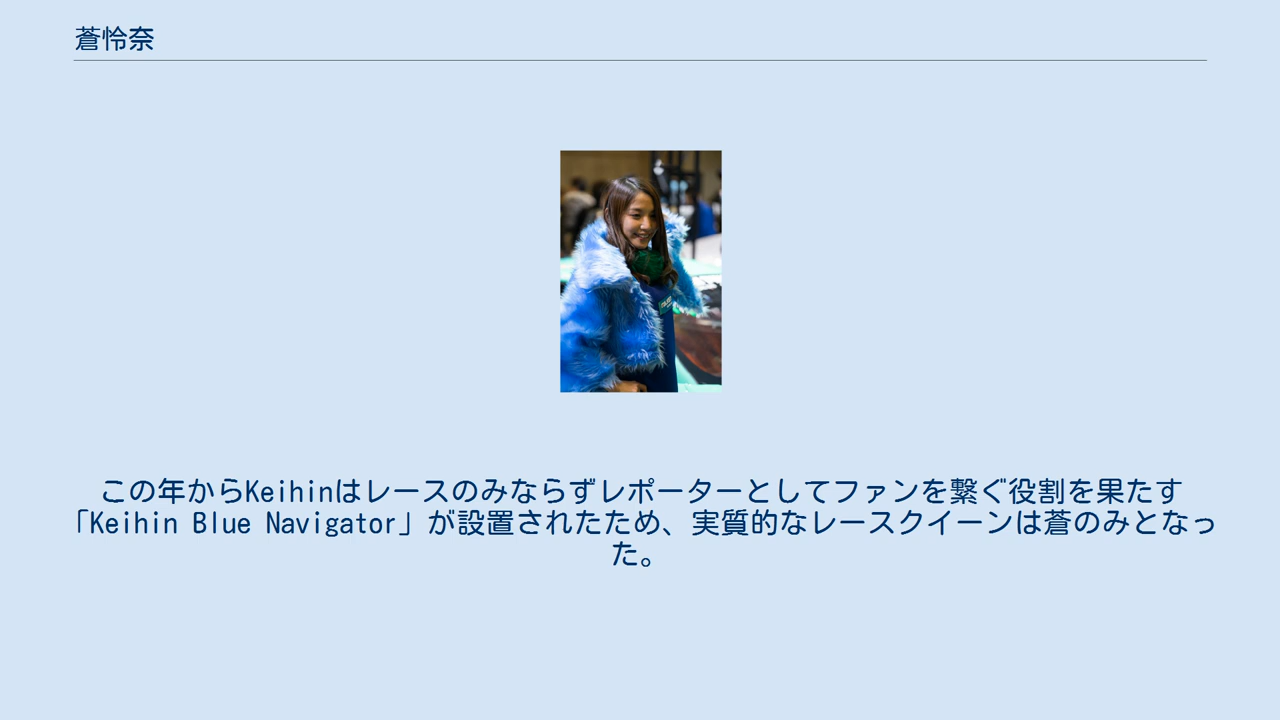 蒼怜奈
この年からKeihinはレースのみならずレポーターとしてファンを繋ぐ役割を果たす
「Keihin Blue Navigator」が設置されたため、実質的なレースクイーンは蒼のみとなっ
た。